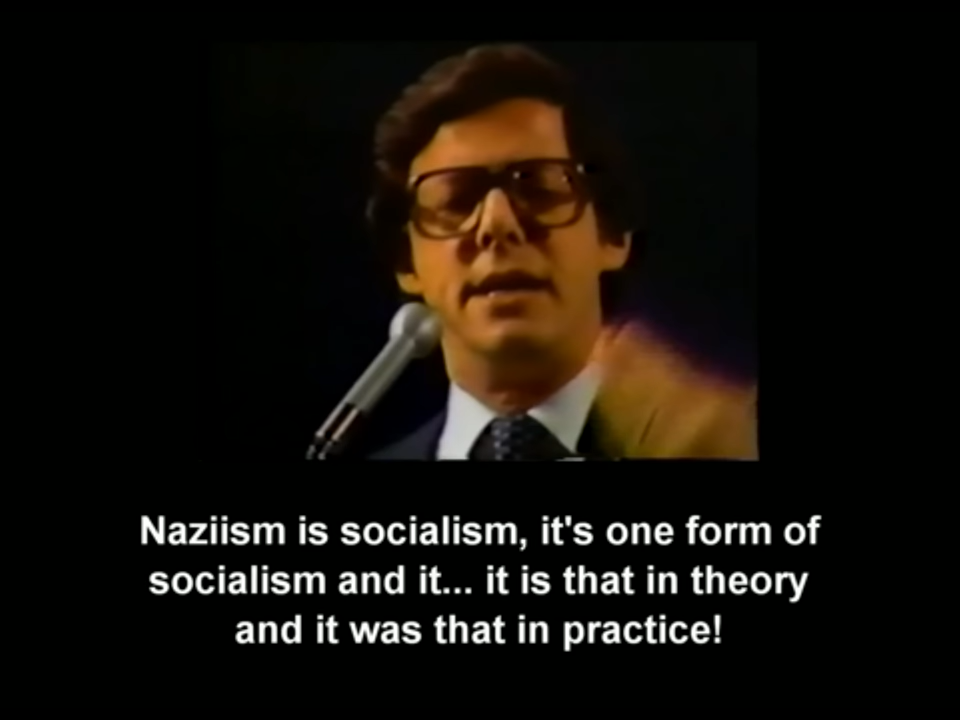 Naziism is socialism, it's one form of
socialism and it... it is that in theory
and it was that in practice!